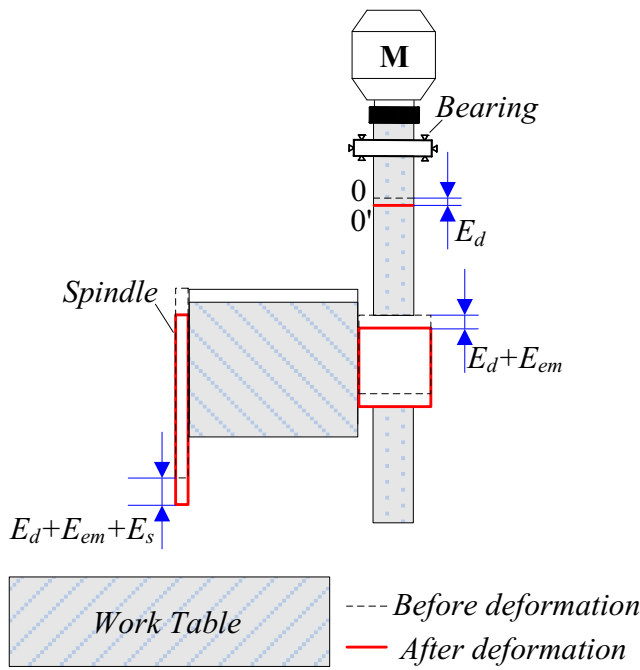 M
Bearing
0
0'
E_d
Spindle
E_d+E_em
E_d+E_em+E_s
Work Table
Before deformation
After deformation